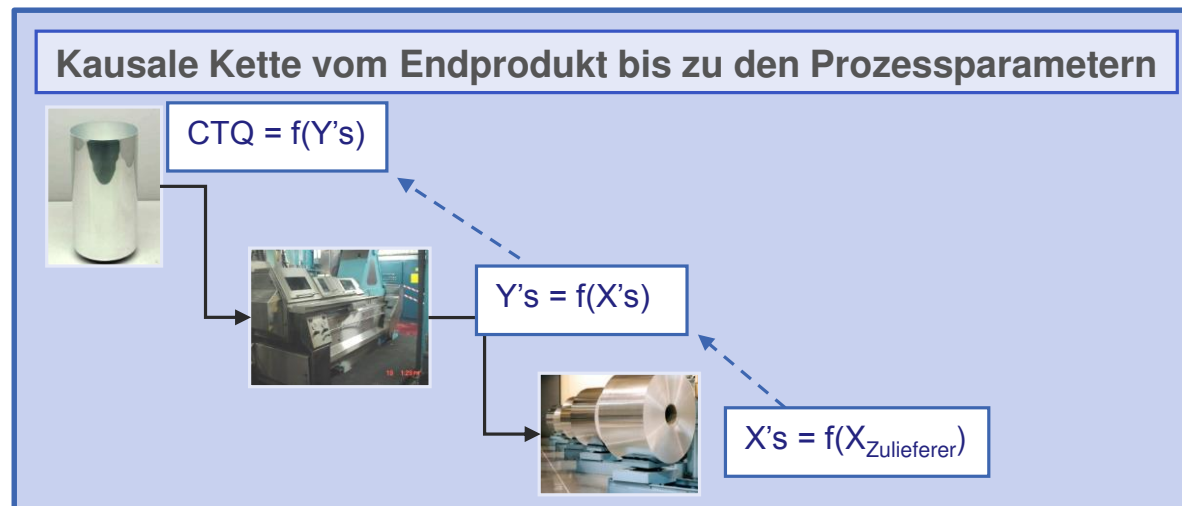 Kausale Kette vom Endprodukt bis zu den Prozessparametern
CTQ = f(Y’s)
Y’s = f(X’s)
X’s = f(X_Zulieferer)